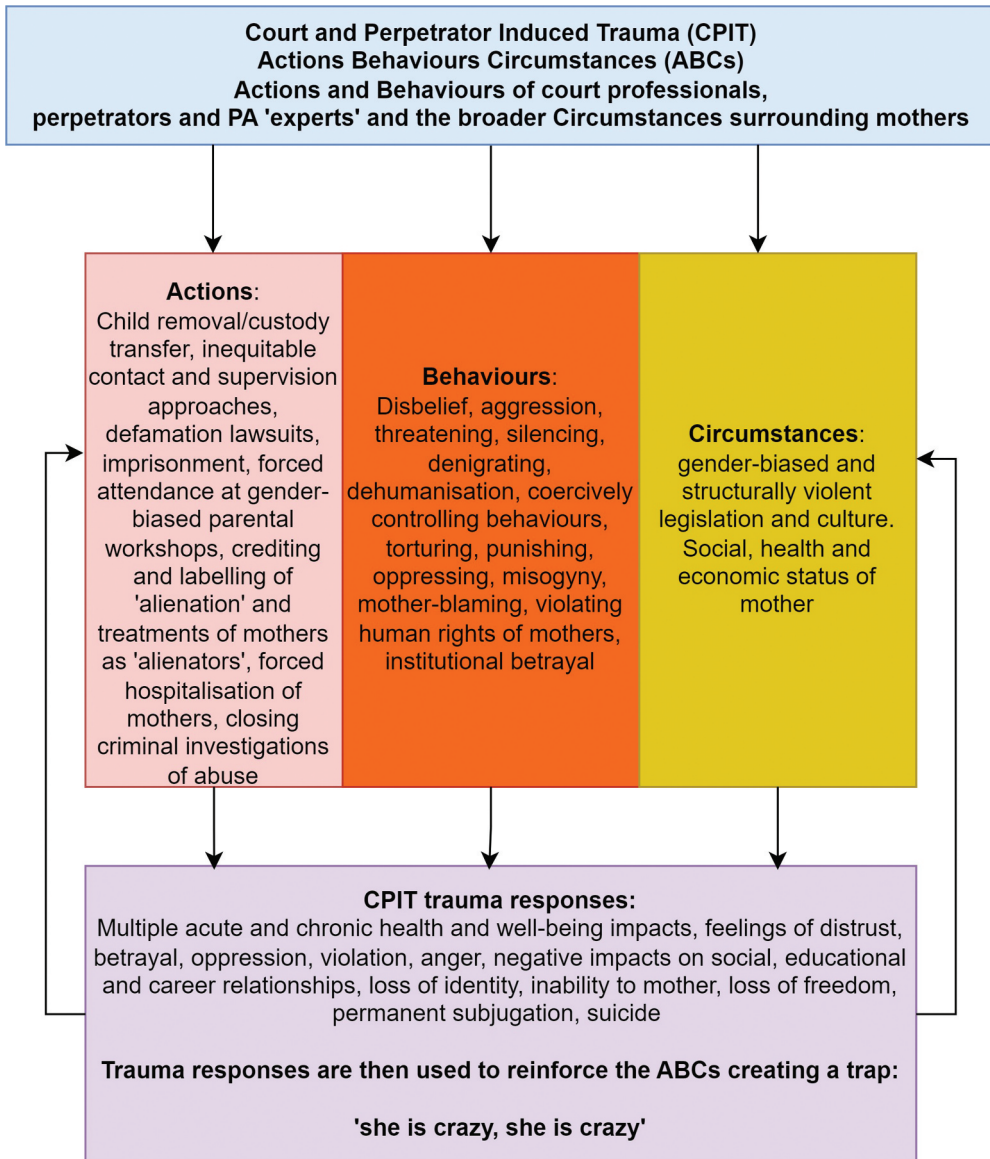 Court and Perpetrator Induced Trauma (CPIT)
Actions Behaviours Circumstances (ABCs)
Actions and Behaviours of court professionals,
perpetrators and PA 'experts' and the broader Circumstances surrounding mothers
Actions:
Child removal/custody
transfer, inequitable
contact and supervision
approaches,
defamation lawsuits,
imprisonment, forced
attendance at gender-
biased parental
workshops, crediting
and labelling of
'alienation' and
treatments of mothers
as 'alienators', forced
hospitalisation of
mothers, closing
criminal investigations
of abuse
Behaviours:
Disbelief, aggression,
threatening, silencing,
denigrating,
dehumanisation, coercively
controlling behaviours,
torturing, punishing,
oppressing, misogyny,
mother-blaming, violating
human rights of mothers,
institutional betrayal
Circumstances:
gender-biased and
structurally violent
legislation and culture.
Social, health and
economic status of
mother
CPIT trauma responses:
Multiple acute and chronic health and well-being impacts, feelings of distrust,
betrayal, oppression, violation, anger, negative impacts on social, educational
and career relationships, loss of identity, inability to mother, loss of freedom,
permanent subjugation, suicide
Trauma responses are then used to reinforce the ABCs creating a trap:
'she is crazy, she is crazy'